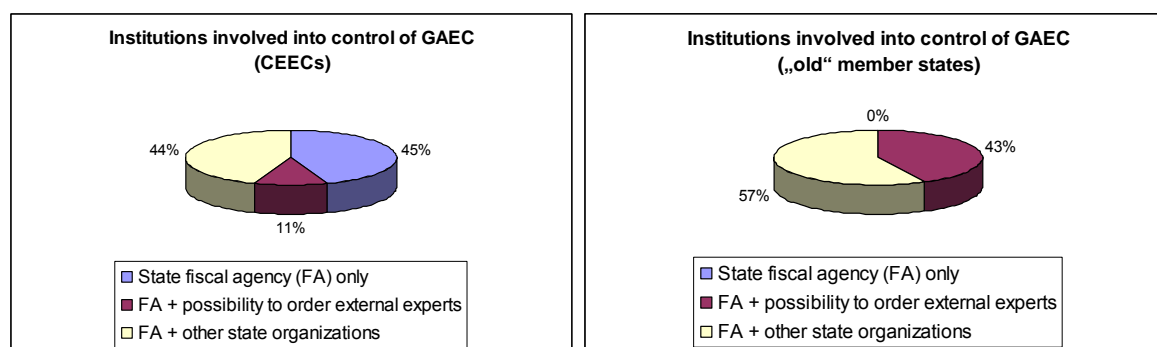 Institutions involved into control of GAEC
(CEECs)
44%
45%
11%
State fiscal agency (FA) only
FA + possibility to order external experts
FA + other state organizations
Institutions involved into control of GAEC
(„old“ member states)
0%
43%
57%
State fiscal agency (FA) only
FA + possibility to order external experts
FA + other state organizations